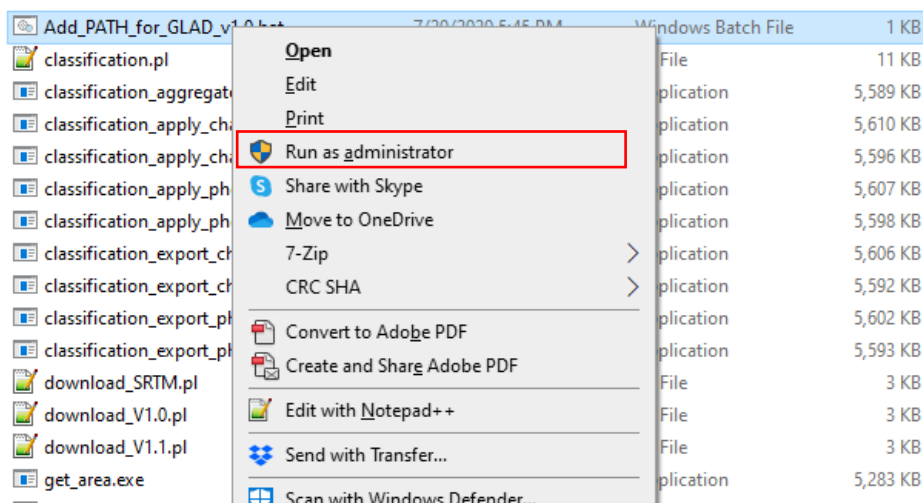 Add_PATH_for_GLAD_v1.0.bat 7/20/2020 5:45 PM Windows Batch File 1 KB
classification.pl File 11 KB
Open
classification_aggregat plication 5,589 KB
Edit
classification_apply_cha plication 5,610 KB
Print
classification_apply_cha plication 5,596 KB
Run as administrator
classification_apply_ph plication 5,607 KB
Share with Skype
classification_apply_ph plication 5,598 KB
Move to OneDrive
classification_export_ch plication 5,606 KB
7-Zip
classification_export_ch plication 5,592 KB
CRC SHA
classification_export_ph plication 5,602 KB
Convert to Adobe PDF
classification_export_ph plication 5,593 KB
Create and Share Adobe PDF
download_SRTM.pl File 3 KB
download_V1.0.pl File 3 KB
Edit with Notepad++
download_V1.1.pl File 3 KB
Send with Transfer...
get_area.exe plication 5,283 KB
Scan with Windows Defender...